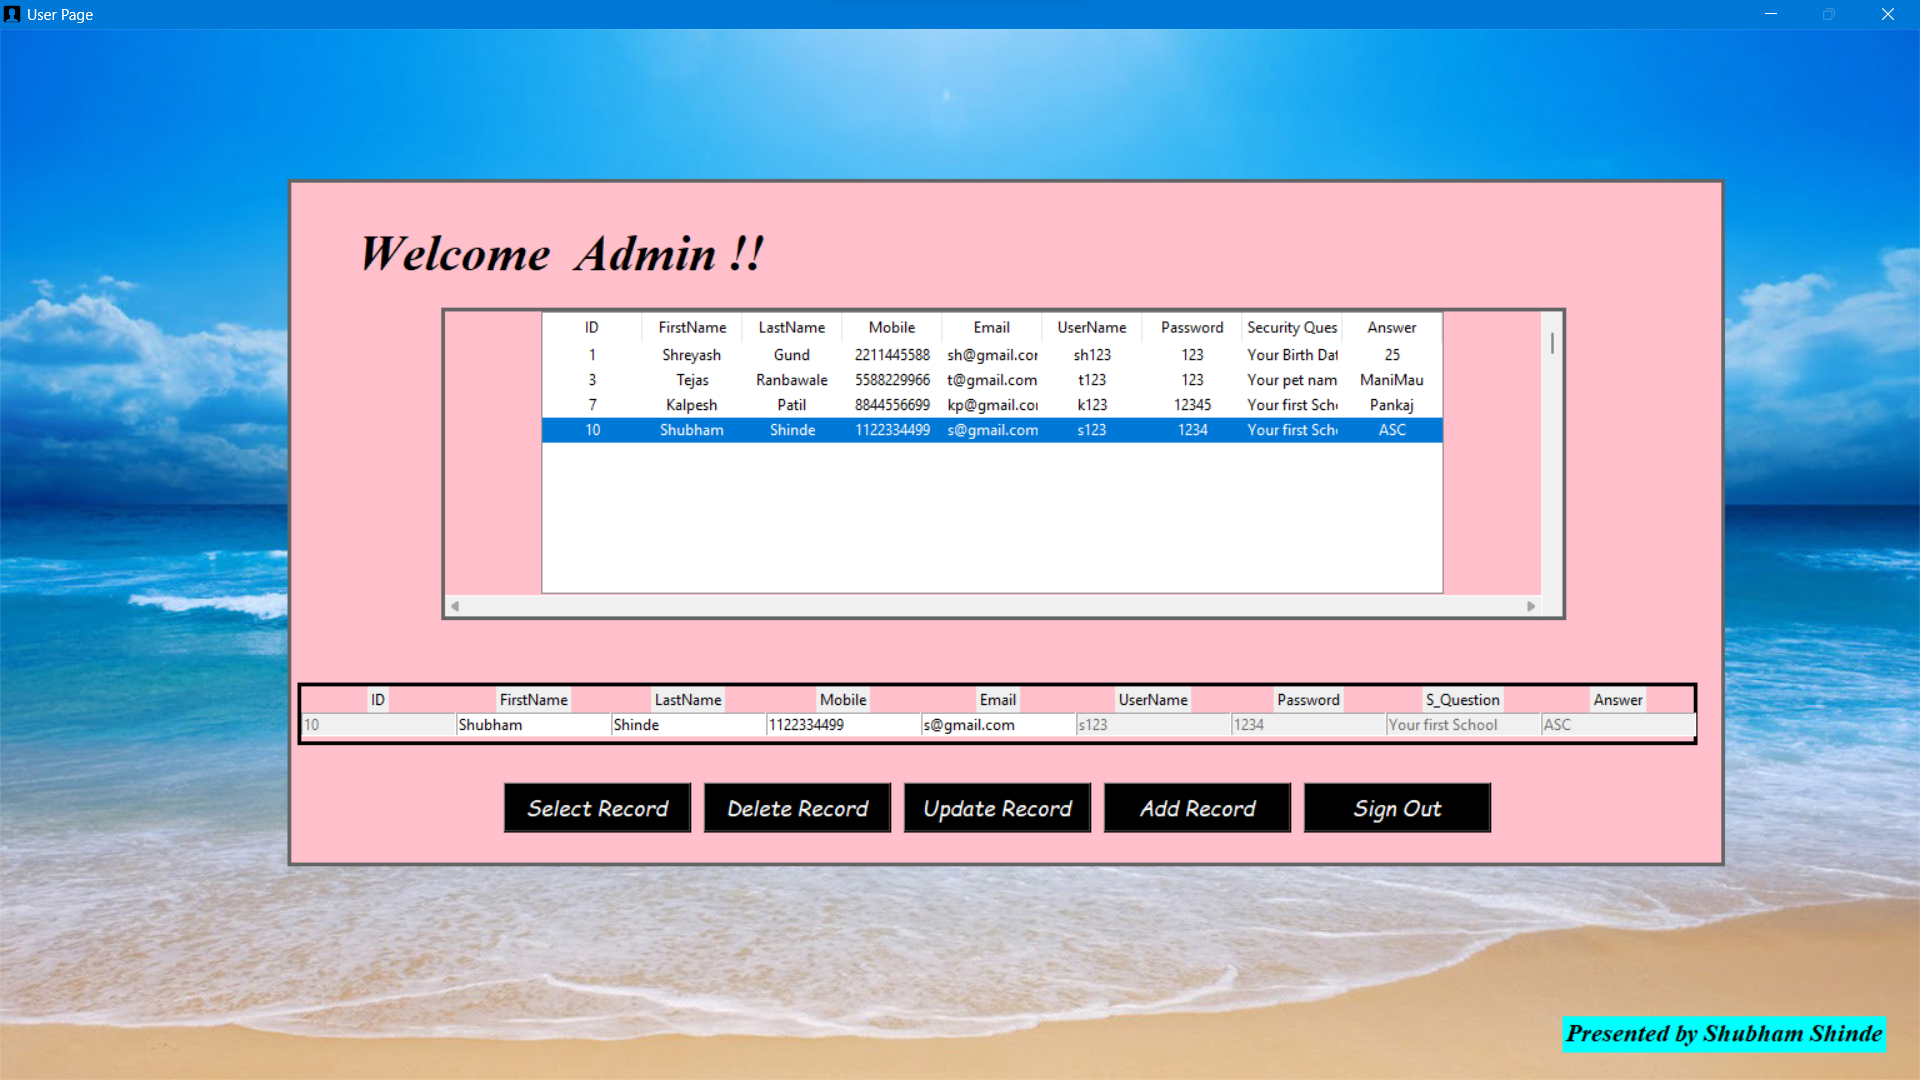 User Page
Welcome Admin !!
ID FirstName LastName Mobile Email UserName Password Security Ques Answer
1 Shreyash Gund 2211445588 sh@gmail.co sh123 123 Your Birth Dat 25
3 Tejas Ranbawale 5588229966 t@gmail.com t123 123 Your pet nam ManiMau
7 Kalpesh Patil 8844556699 kp@gmail.co k123 12345 Your first Sch Pankaj
10 Shubham Shinde 1122334499 s@gmail.com s123 1234 Your first Sch ASC
ID FirstName LastName Mobile Email UserName Password S_Question Answer
10 Shubham Shinde 1122334499 s@gmail.com s123 1234 Your first School ASC
Select Record Delete Record Update Record Add Record Sign Out
Presented by Shubham Shinde